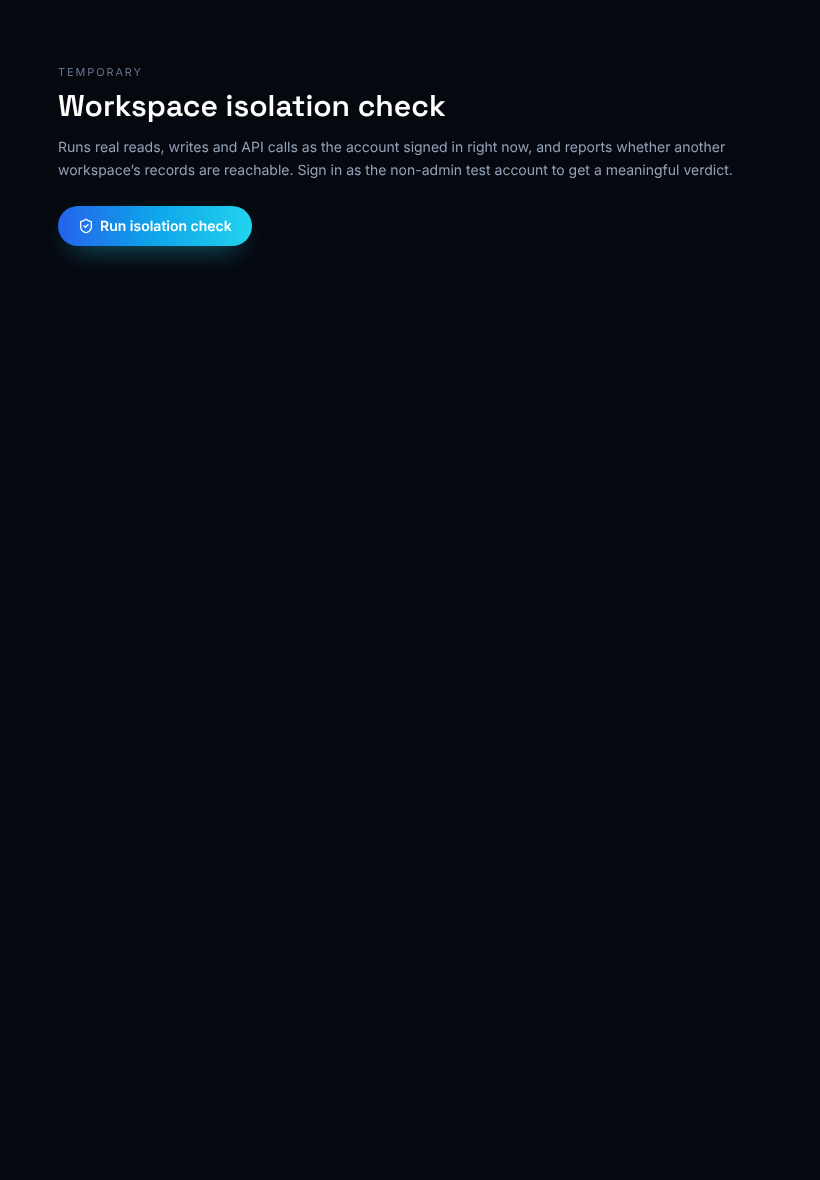 TEMPORARY
Workspace isolation check
Runs real reads, writes and API calls as the account signed in right now, and reports whether another
workspace’s records are reachable. Sign in as the non-admin test account to get a meaningful verdict.
Run isolation check